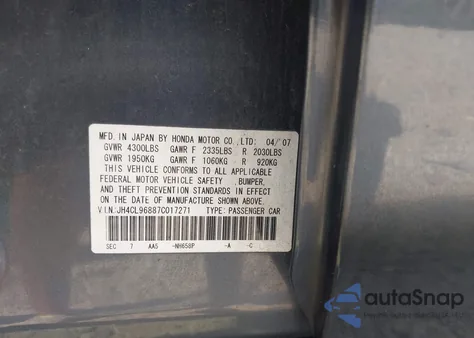 MFD. IN JAPAN BY HONDA MOTOR CO.,LTD: 04/'07
GVWR 4300LBS GAWR F 2335LBS R 2030LBS
GVWR 1950KG GAWR F 1060KG R 920KG
THIS VEHICLE CONFORMS TO ALL APPLICABLE
FEDERAL MOTOR VEHICLE SAFETY ,BUMPER,
AND THEFT PREVENTION STANDARDS IN EFFECT
ON THE DATE OF MANUFACTURE SHOWN ABOVE.
V.I.N.:JH4CL96887C017271 TYPE: PASSENGER CAR
SEC 7 AA5 -NH658P -A -C
autoSnap